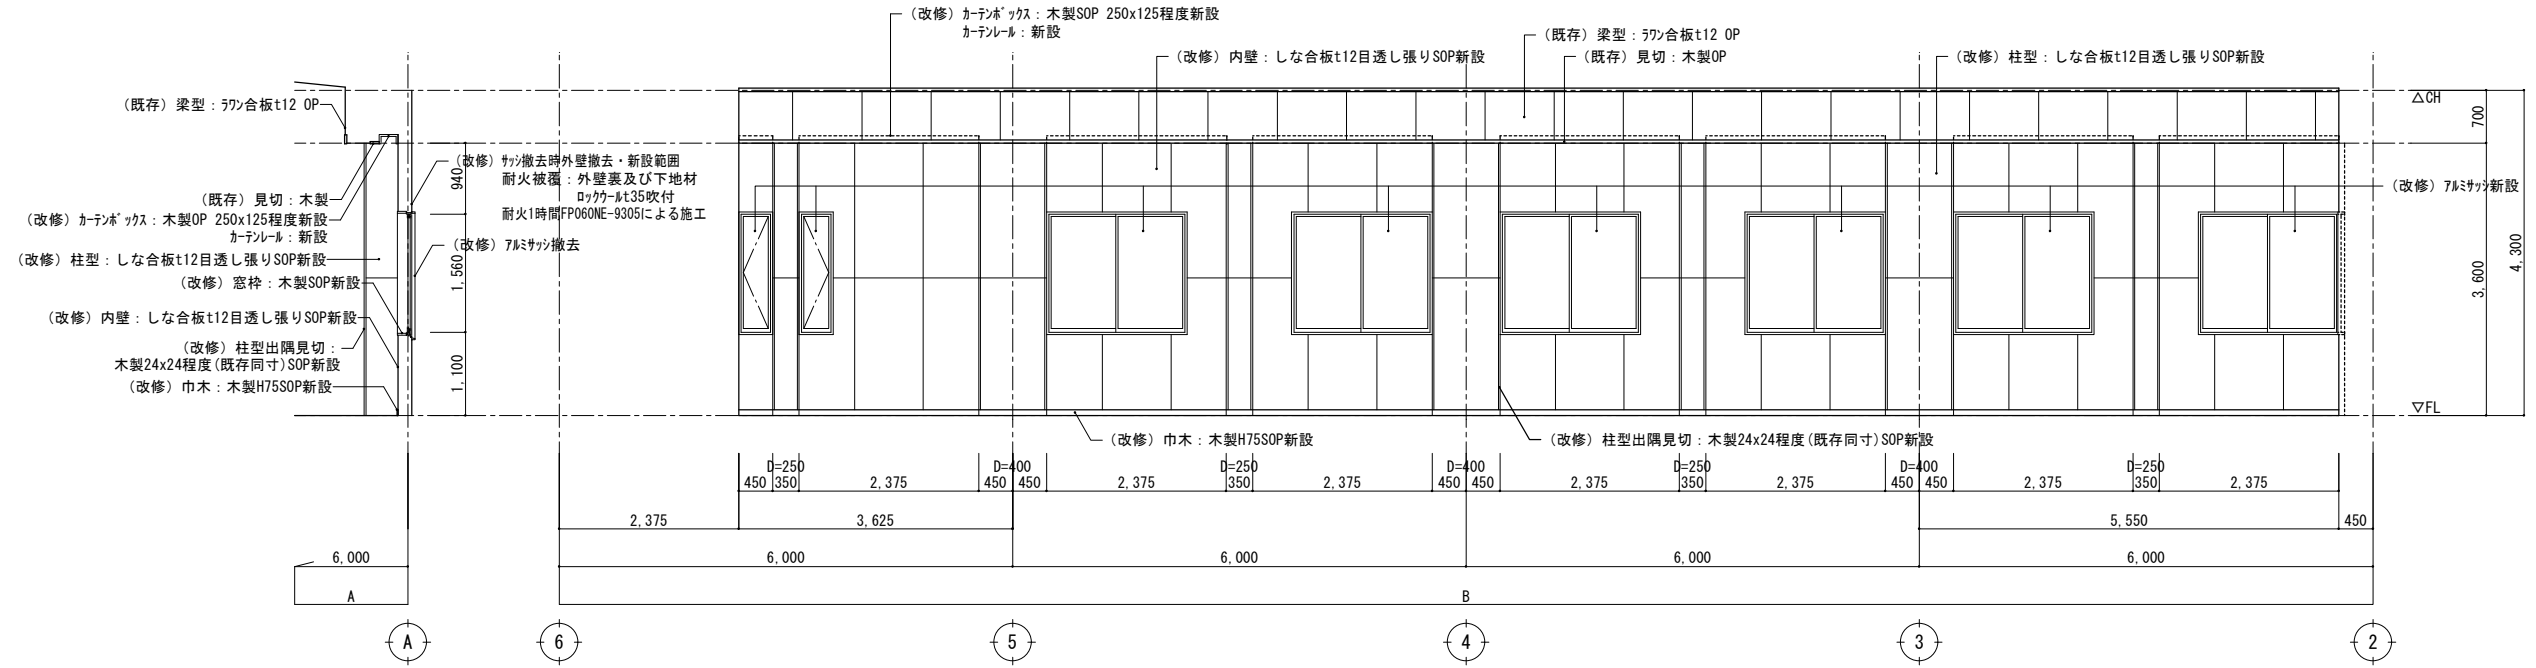 (改修) ｶｰﾃﾝﾎﾞｯｸｽ：木製SOP 250x125程度新設
ｶｰﾃﾝﾚｰﾙ：新設
(既存) 梁型：ﾗﾜﾝ合板t12 OP
(改修) 内壁：しな合板t12目透し張りSOP新設
(既存) 見切：木製OP
(改修) 柱型：しな合板t12目透し張りSOP新設
(既存) 梁型：ﾗﾜﾝ合板t12 OP
△CH
700
(改修) ｻｯｼ撤去時外壁撤去・新設範囲
耐火被覆：外壁裏及び下地材
ﾛｯｸｳｰﾙt35吹付
耐火1時間FP060NE-9305による施工
940
(既存) 見切：木製
(改修) ｶｰﾃﾝﾎﾞｯｸｽ：木製OP 250x125程度新設
ｶｰﾃﾝﾚｰﾙ：新設
(改修) ｱﾙﾐｻｯｼ新設
(改修) ｱﾙﾐｻｯｼ撤去
(改修) 柱型：しな合板t12目透し張りSOP新設
1,560
3,600
4,300
(改修) 窓枠：木製SOP新設
(改修) 内壁：しな合板t12目透し張りSOP新設
(改修) 柱型出隅見切：
木製24x24程度(既存同寸)SOP新設
1,100
(改修) 巾木：木製H75SOP新設
▽FL
(改修) 巾木：木製H75SOP新設
(改修) 柱型出隅見切：木製24x24程度(既存同寸)SOP新設
D=250 D=400 D=250 D=400 D=250 D=400 D=250
450 350 2,375 450 450 2,375 350 2,375 450 450 2,375 350 2,375 450 450 2,375 350 2,375
2,375 3,625 5,550 450
6,000 6,000 6,000 6,000 6,000
A B
A 6 5 4 3 2